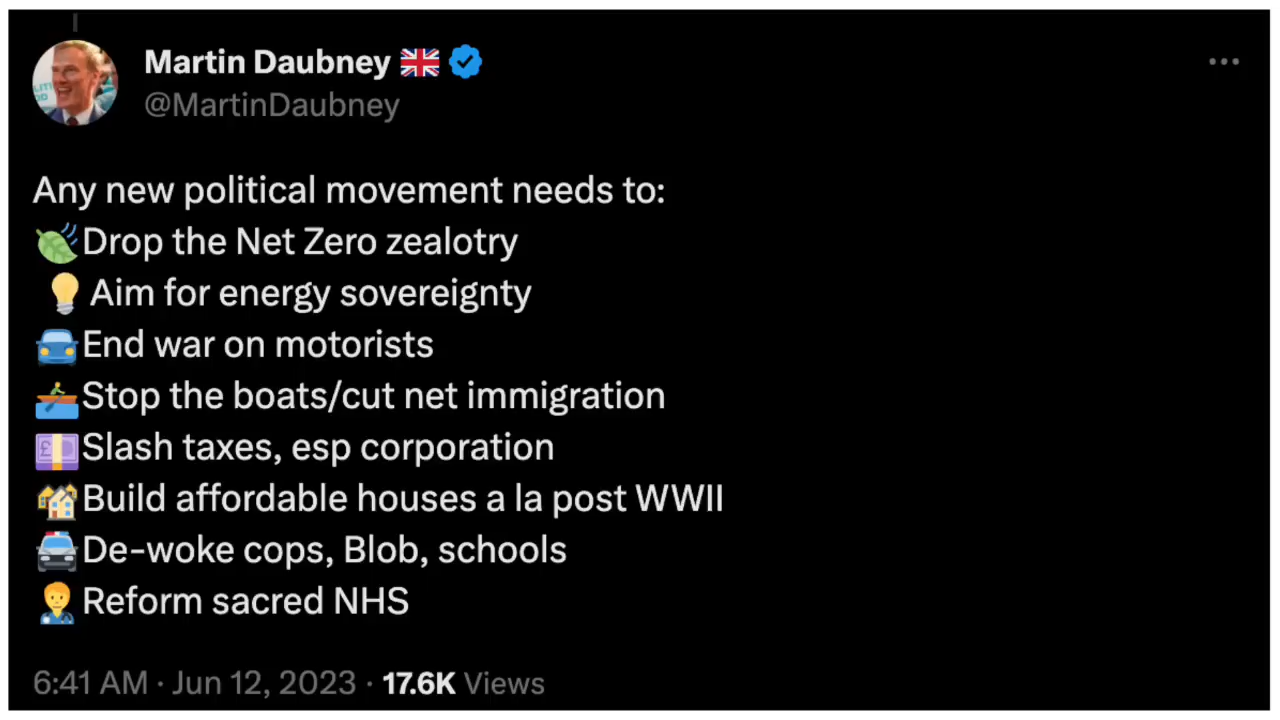 Martin Daubney 🇬🇧
@MartinDaubney
Any new political movement needs to:
🍃Drop the Net Zero zealotry
💡Aim for energy sovereignty
🚘End war on motorists
🚣Stop the boats/cut net immigration
💷Slash taxes, esp corporation
🏘Build affordable houses a la post WWII
🚔De-woke cops, Blob, schools
🧑‍⚕️Reform sacred NHS
6:41 AM · Jun 12, 2023 · 17.6K Views